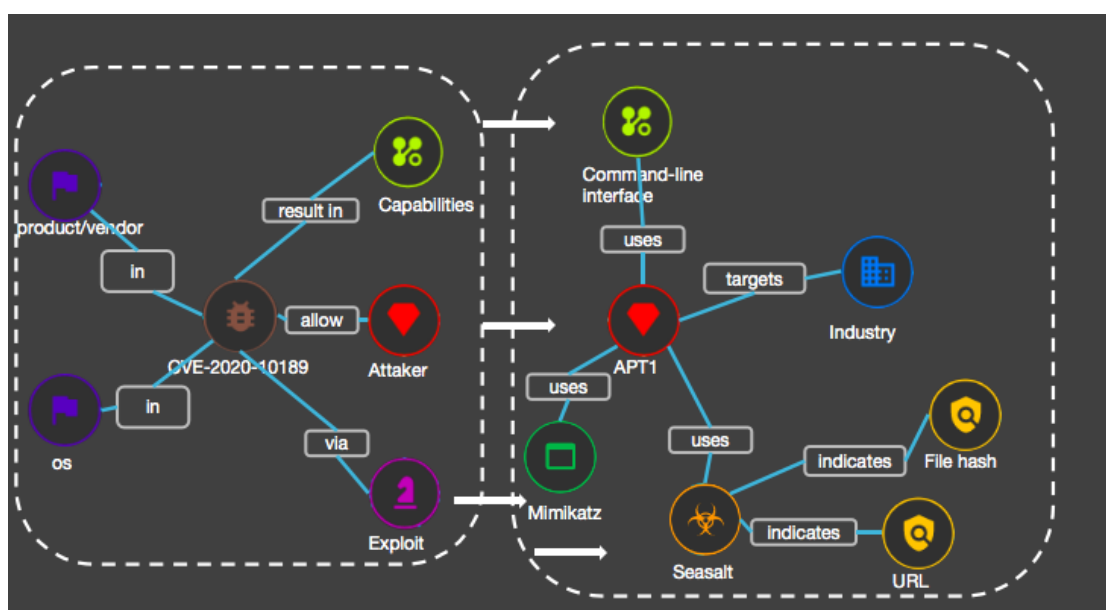 Capabilities
result in
product/vendor
in
allow
CVE-2020-10189
Attaker
in
os
via
Exploit
Command-line
interface
uses
targets
Industry
APT1
uses
uses
Mimikatz
indicates
File hash
indicates
Seasalt
URL